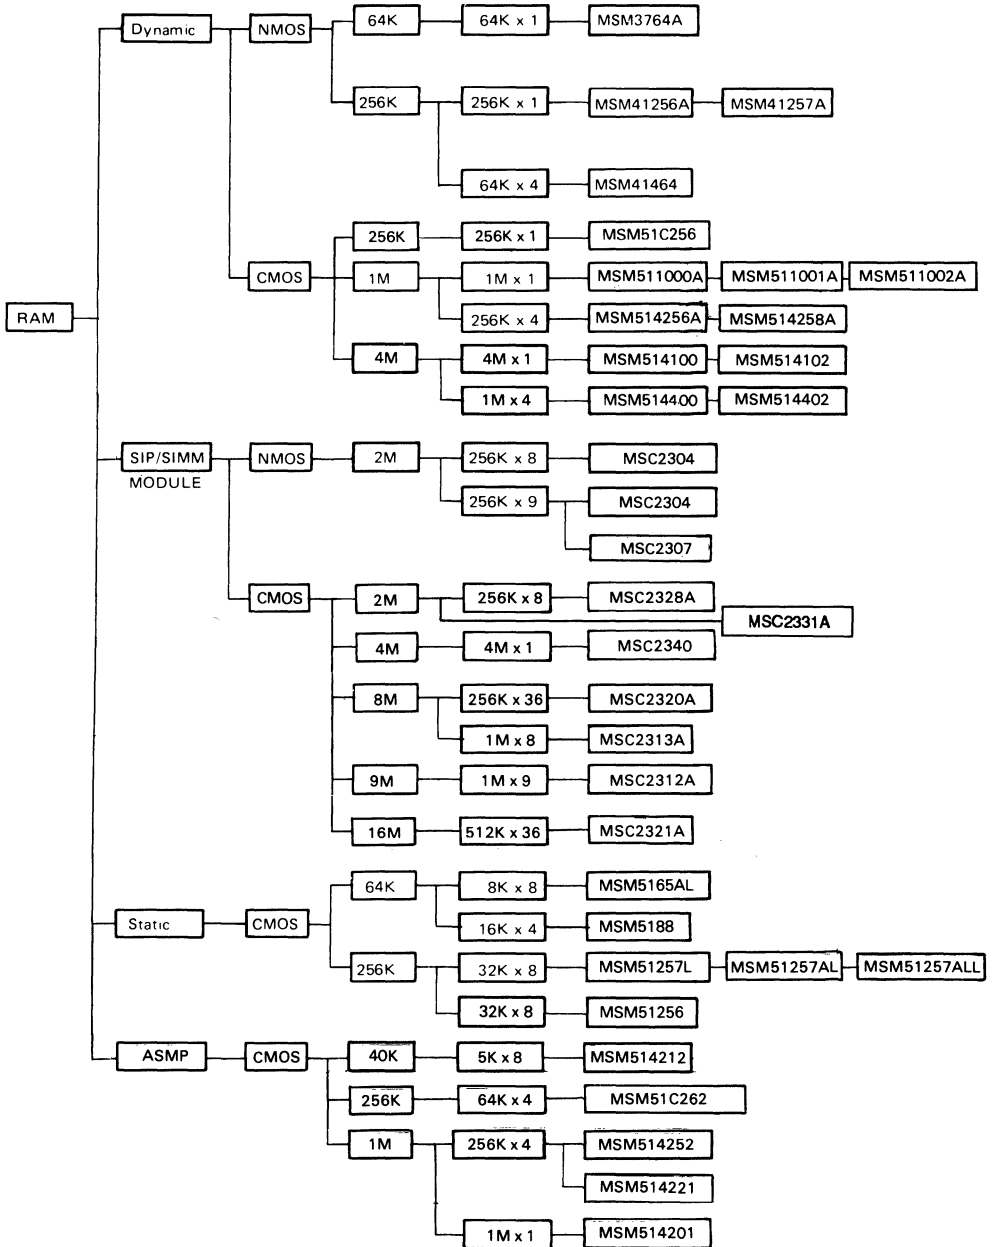 64K 64K x 1 MSM3764A
Dynamic NMOS
256K 256K x 1 MSM41256A MSM41257A
64K x 4 MSM41464
256K 256K x 1 MSM51C256
CMOS 1M 1M x 1 MSM511000A MSM511001A MSM511002A
RAM 256K x 4 MSM514256A MSM514258A
4M 4M x 1 MSM514100 MSM514102
1M x 4 MSM514400 MSM514402
SIP/SIMM NMOS 2M 256K x 8 MSC2304
MODULE
256K x 9 MSC2304
MSC2307
CMOS 2M 256K x 8 MSC2328A
MSC2331A
4M 4M x 1 MSC2340
8M 256K x 36 MSC2320A
1M x 8 MSC2313A
9M 1M x 9 MSC2312A
16M 512K x 36 MSC2321A
64K 8K x 8 MSM5165AL
Static CMOS 16K x 4 MSM5188
256K 32K x 8 MSM51257L MSM51257AL MSM51257ALL
32K x 8 MSM51256
ASMP CMOS 40K 5K x 8 MSM514212
256K 64K x 4 MSM51C262
1M 256K x 4 MSM514252
MSM514221
1M x 1 MSM514201